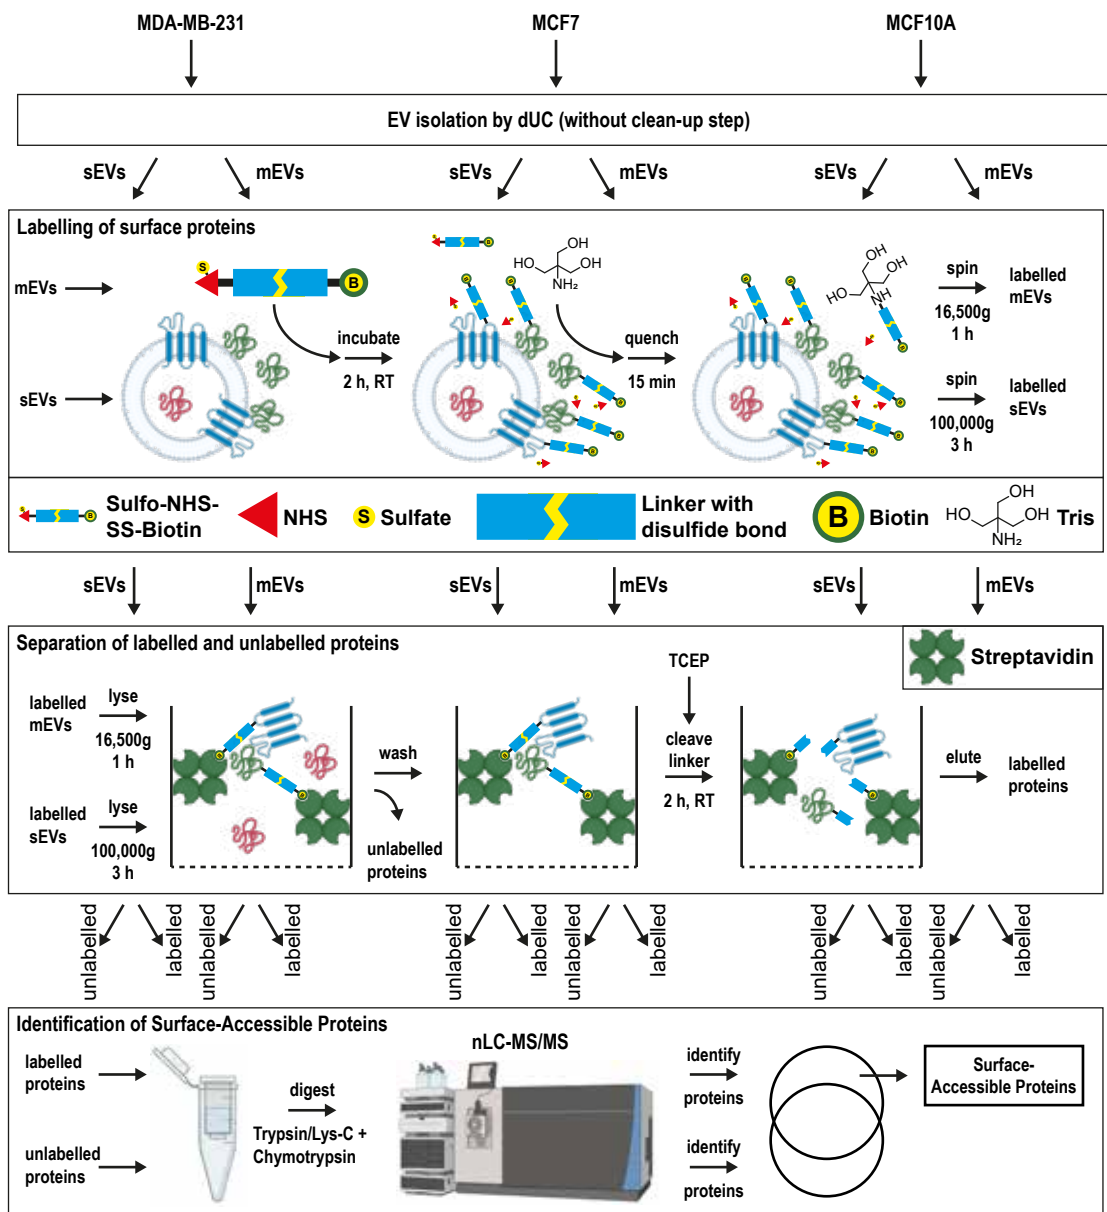 MDA-MB-231
MCF7
MCF10A
EV isolation by dUC (without clean-up step)
sEVs
mEVs
sEVs
mEVs
sEVs
mEVs
Labelling of surface proteins
mEVs
sEVs
S
B
incubate
2 h, RT
OH
HO
OH
NH₂
quench
15 min
OH
OH
HO
NH
spin
16,500g
1 h
labelled
mEVs
spin
100,000g
3 h
labelled
sEVs
Sulfo-NHS-
SS-Biotin
NHS
S
Sulfate
Linker with
disulfide bond
B
Biotin
OH
HO
OH
NH₂
Tris
sEVs
mEVs
sEVs
mEVs
sEVs
mEVs
Separation of labelled and unlabelled proteins
Streptavidin
labelled
mEVs
lyse
16,500g
1 h
labelled
sEVs
lyse
100,000g
3 h
wash
unlabelled
proteins
TCEP
cleave
linker
2 h, RT
elute
labelled
proteins
unlabelled
labelled
unlabelled
labelled
unlabelled
labelled
unlabelled
labelled
unlabelled
labelled
unlabelled
labelled
Identification of Surface-Accessible Proteins
labelled
proteins
unlabelled
proteins
digest
Trypsin/Lys-C +
Chymotrypsin
nLC-MS/MS
identify
proteins
identify
proteins
Surface-
Accessible Proteins